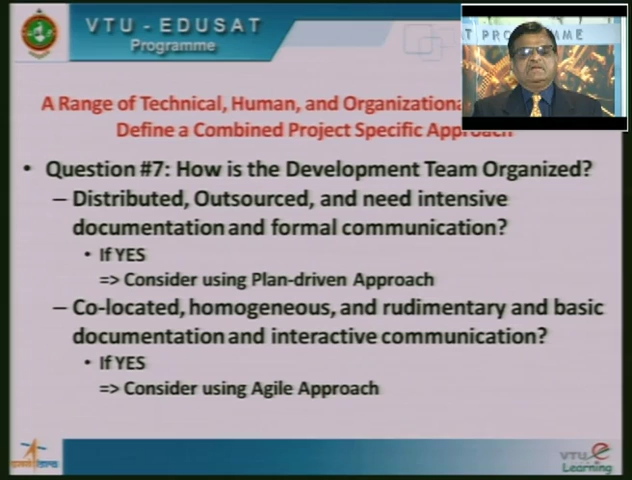 VTU - EDUSAT
Programme
AT PROGRAMME
A Range of Technical, Human, and Organizationa
Define a Combined Project Specific Approach
• Question #7: How is the Development Team Organized?
– Distributed, Outsourced, and need intensive
documentation and formal communication?
• If YES
=> Consider using Plan-driven Approach
– Co-located, homogeneous, and rudimentary and basic
documentation and interactive communication?
• If YES
=> Consider using Agile Approach
VTU e
Learning